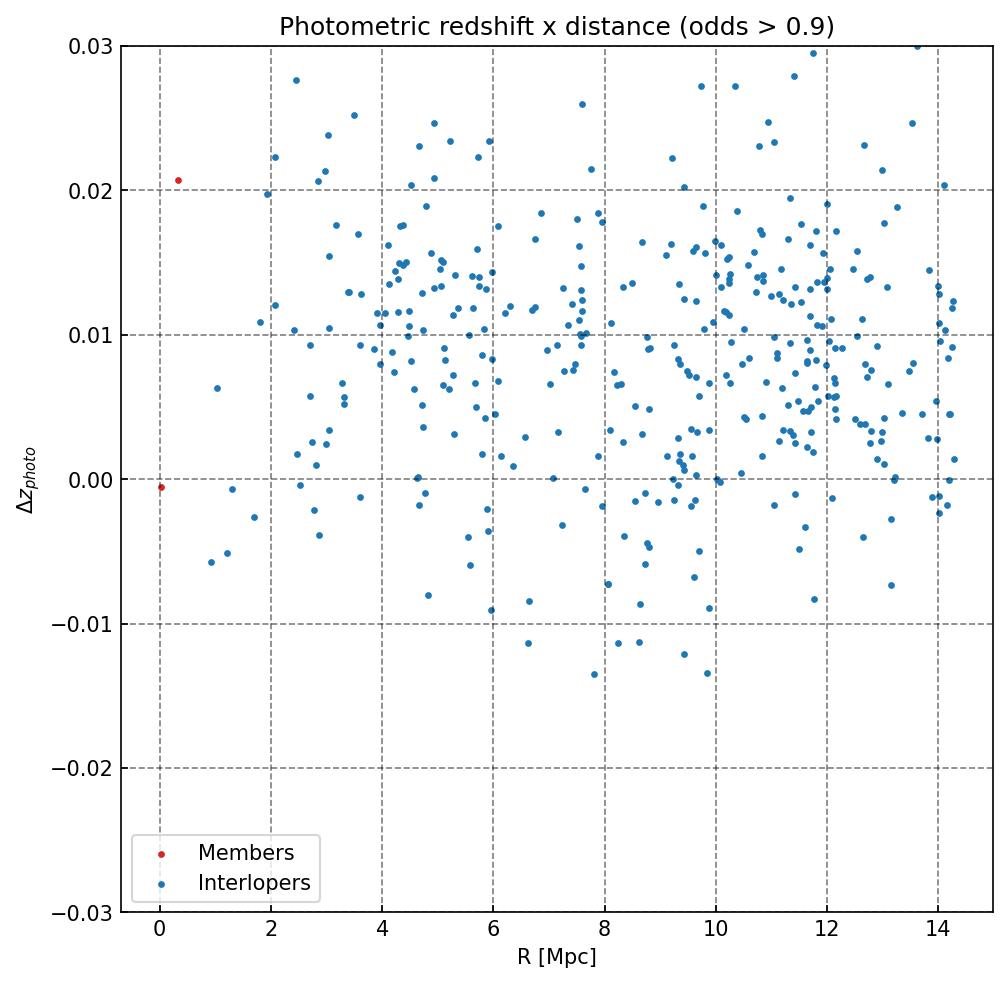 Photometric redshift x distance (odds > 0.9)
0.03
0.02
0.01
0.00
−0.01
−0.02
−0.03
Δz_photo
Members
Interlopers
0 2 4 6 8 10 12 14
R [Mpc]